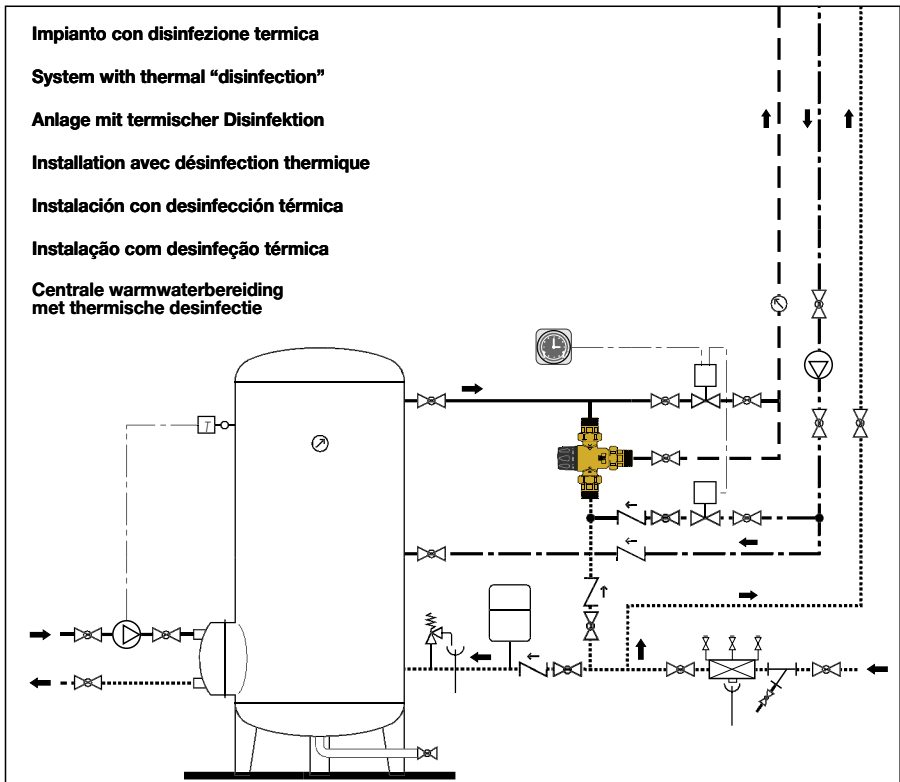 Impianto con disinfezione termica
System with thermal “disinfection”
Anlage mit termischer Disinfektion
Installation avec désinfection thermique
Instalación con desinfección térmica
Instalação com desinfeção térmica
Centrale warmwaterbereiding
met thermische desinfectie
T